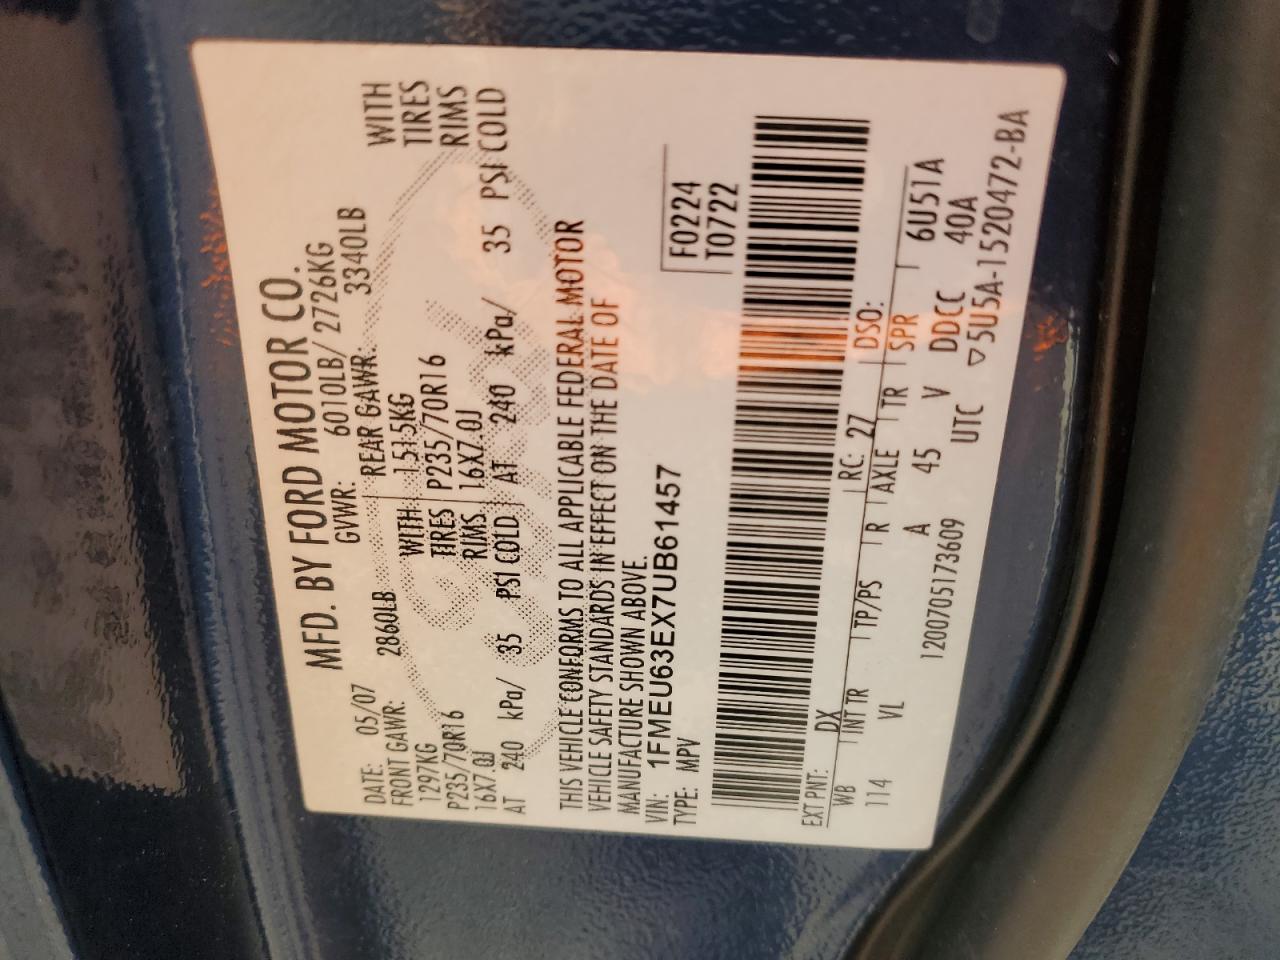 MFD. BY FORD MOTOR CO.
DATE: 05/07 GVWR: 6010LB/ 2726KG
FRONT GAWR: 2860LB REAR GAWR: 3340LB
1297KG WITH 1515KG WITH
P235/70R16 TIRES P235/70R16 TIRES
16X7.0J RIMS 16X7.0J RIMS
AT 240 kPa/ 35 PSI COLD AT 240 kPa/ 35 PSI COLD
THIS VEHICLE CONFORMS TO ALL APPLICABLE FEDERAL MOTOR
VEHICLE SAFETY STANDARDS IN EFFECT ON THE DATE OF
MANUFACTURE SHOWN ABOVE.
VIN: 1FMEU63EX7UB61457 F0224
TYPE: MPV T0722
EXT PNT: DX RC: 27 DSO:
WB INT TR TP/PS R AXLE TR SPR 6U51A
114 VL A 45 V DDCC 40A
120070517360​9 UTC ▽5U5A-1520472-BA